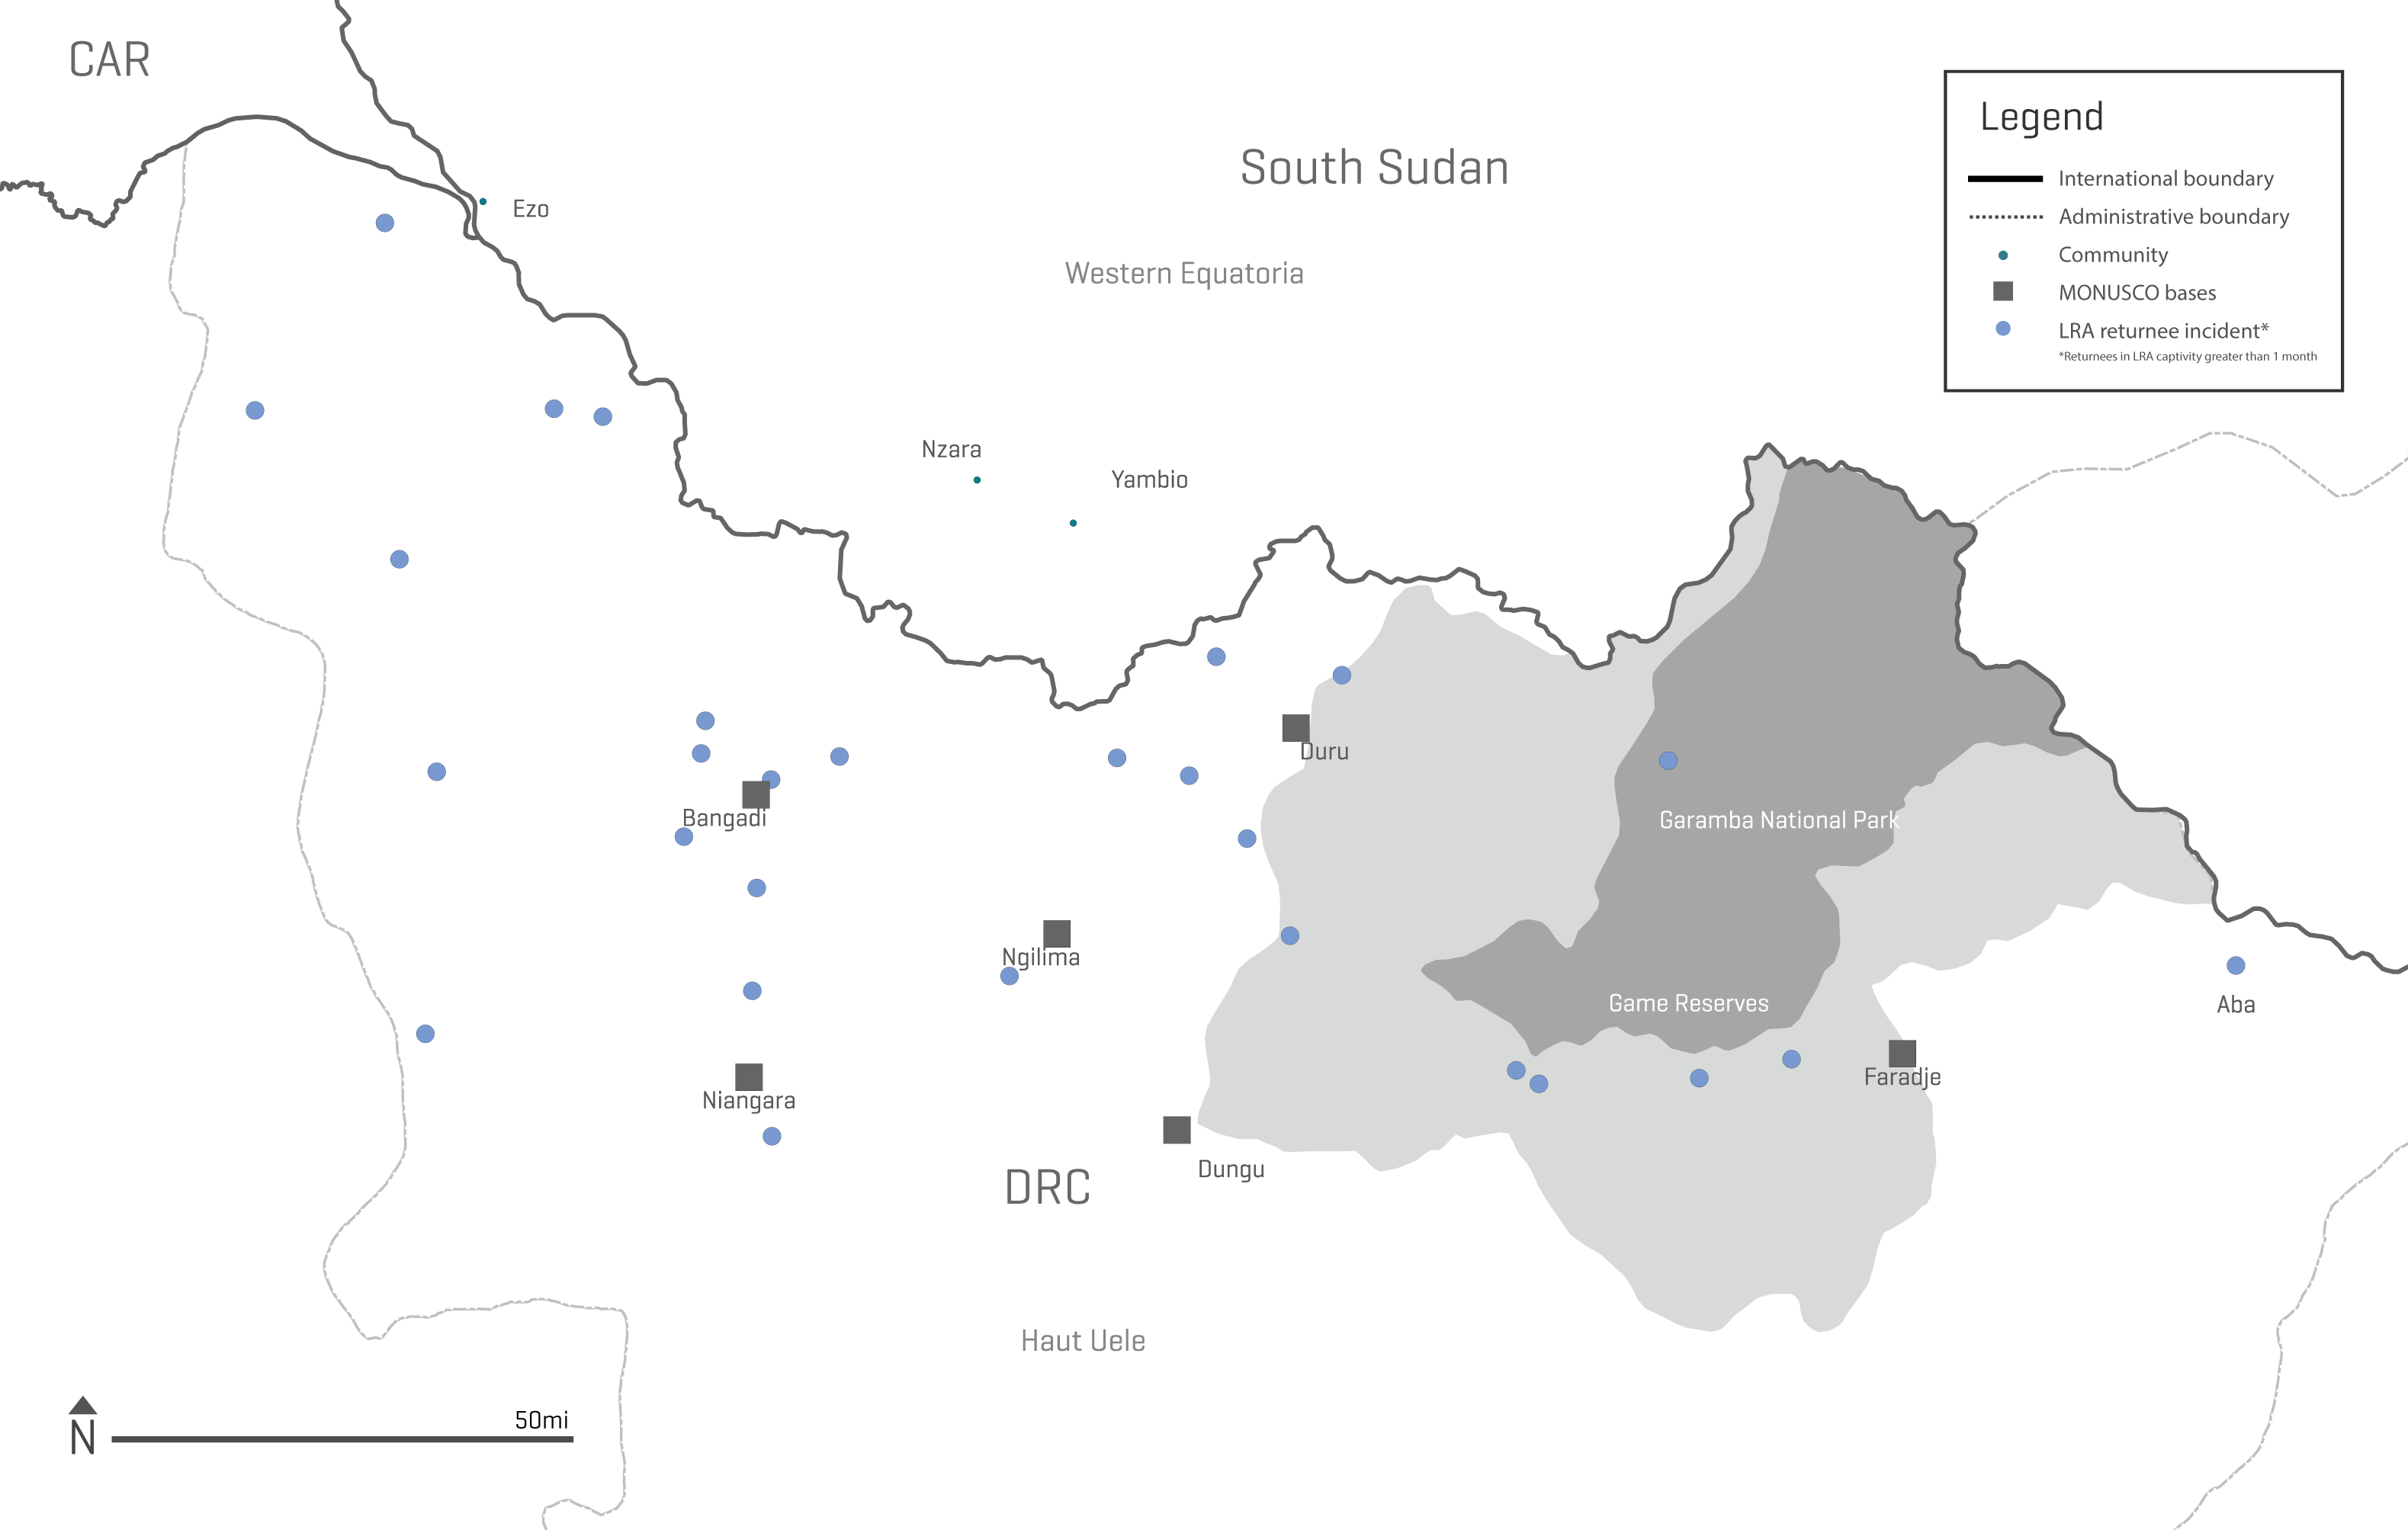 CAR
Legend
International boundary
Administrative boundary
Community
MONUSCO bases
LRA returnee incident*
*Returnees in LRA captivity greater than 1 month
South Sudan
Ezo
Western Equatoria
Nzara
Yambio
Duru
Bangadi
Garamba National Park
Ngilima
Game Reserves
Aba
Faradje
Niangara
Dungu
DRC
Haut Uele
50mi
N